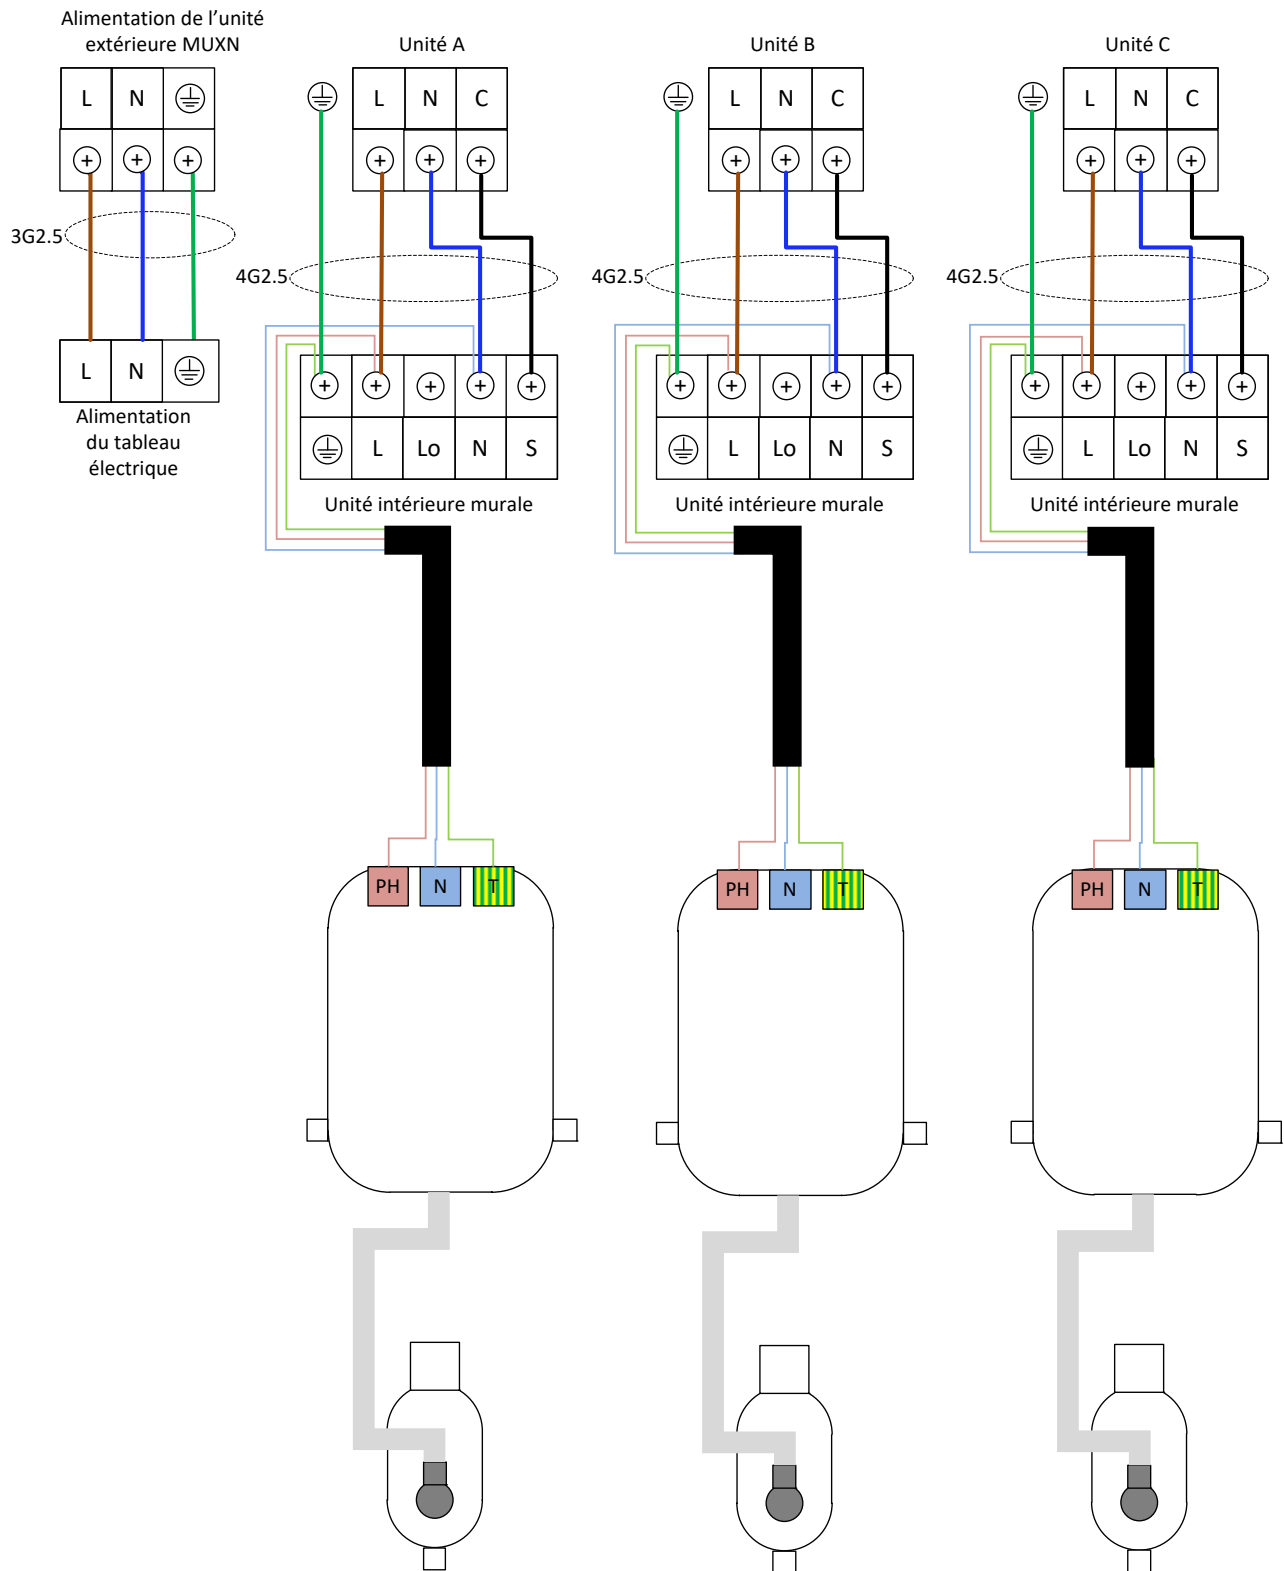 Alimentation de l’unité
extérieure MUXN
L N
3G2.5
L N
Alimentation
du tableau
électrique
Unité A
L N C
4G2.5
L Lo N S
Unité intérieure murale
PH N T
Unité B
L N C
4G2.5
L Lo N S
Unité intérieure murale
PH N T
Unité C
L N C
4G2.5
L Lo N S
Unité intérieure murale
PH N T